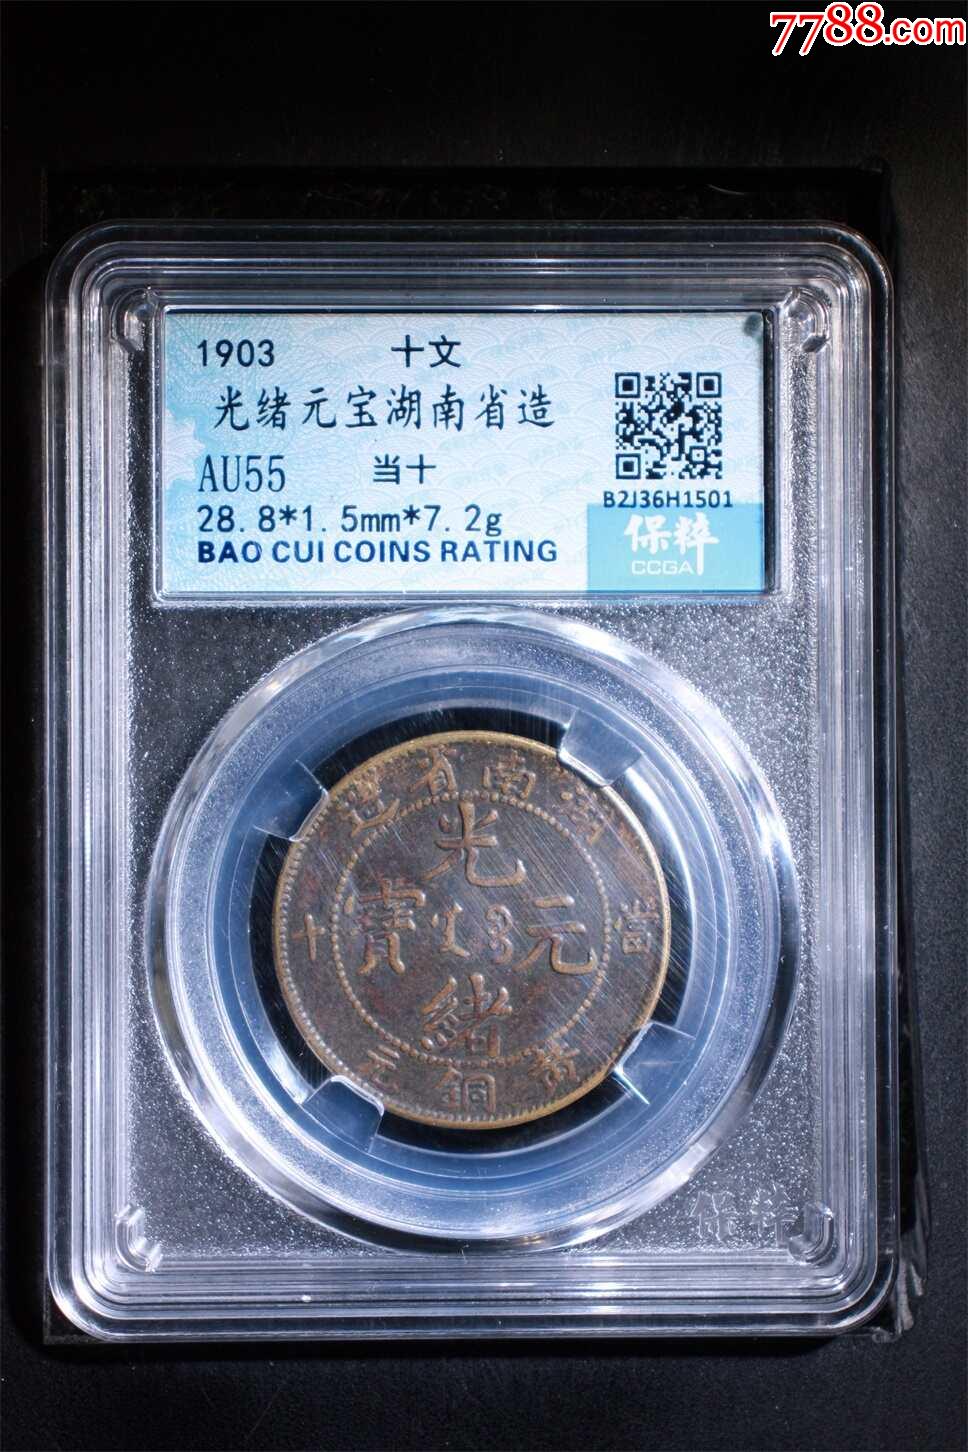 7788.com
1903 十文
光绪元宝湖南省造
AU55 当十
28.8*1.5mm*7.2g
BAO CUI COINS RATING
B2J36H1501
保粹
CCGA
湖南省造
光
寶 元
緒
當 十
黃銅元
保粹